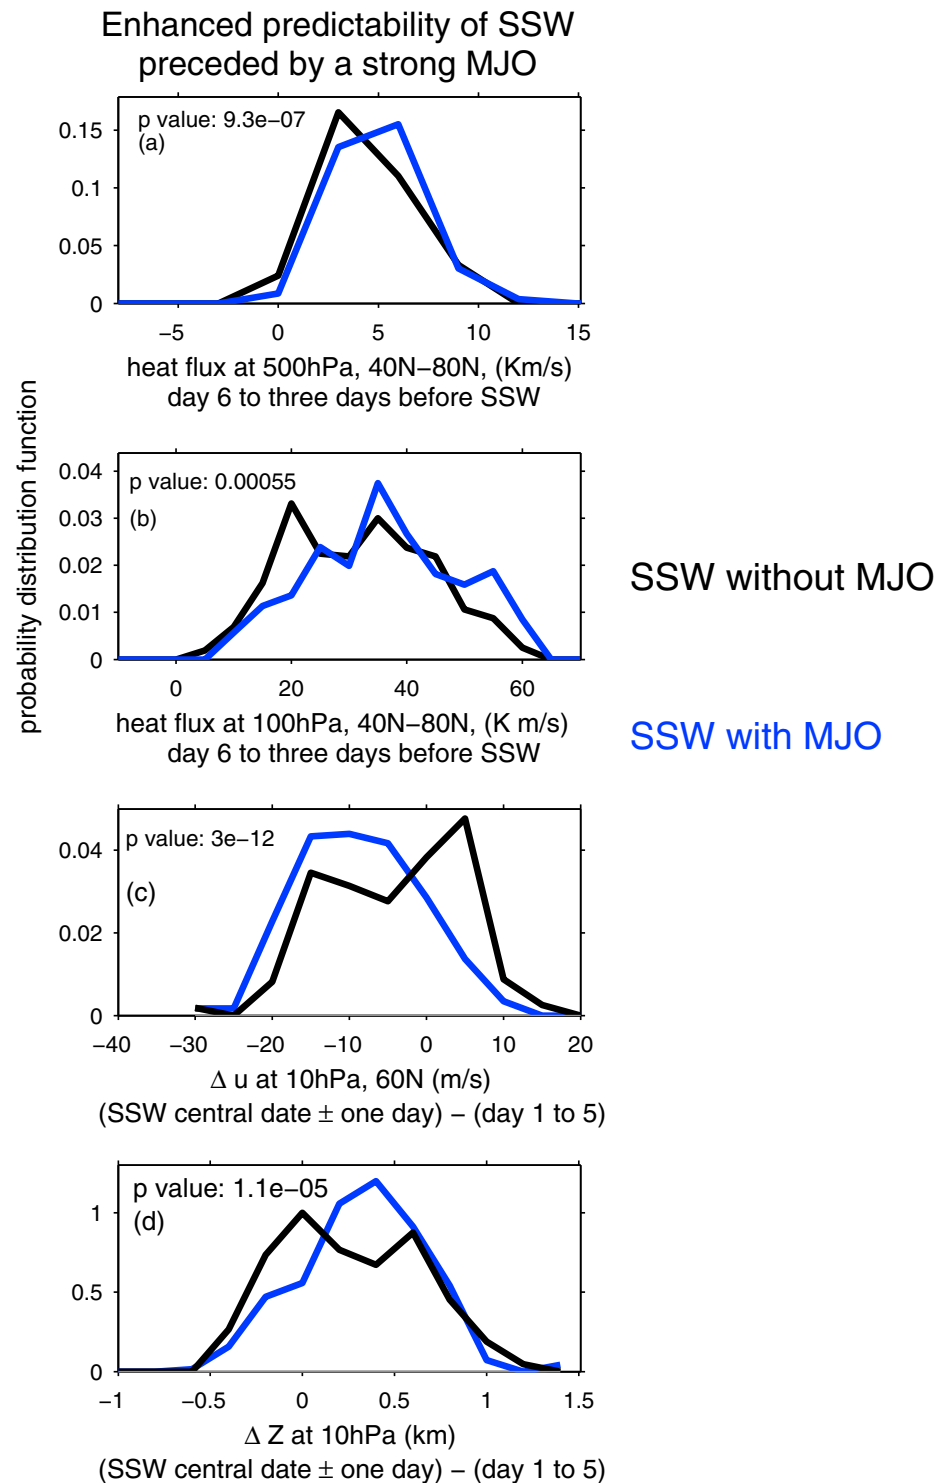 Enhanced predictability of SSW
preceded by a strong MJO
p value: 9.3e−07
(a)
0.15
0.1
0.05
0
−5 0 5 10 15
heat flux at 500hPa, 40N−80N, (Km/s)
day 6 to three days before SSW
probability distribution function
p value: 0.00055
(b)
0.04
0.03
0.02
0.01
0
0 20 40 60
heat flux at 100hPa, 40N−80N, (K m/s)
day 6 to three days before SSW
SSW without MJO
SSW with MJO
p value: 3e−12
(c)
0.04
0.02
0
−40 −30 −20 −10 0 10 20
Δ u at 10hPa, 60N (m/s)
(SSW central date ± one day) − (day 1 to 5)
p value: 1.1e−05
(d)
1
0.5
0
−1 −0.5 0 0.5 1 1.5
Δ Z at 10hPa (km)
(SSW central date ± one day) − (day 1 to 5)